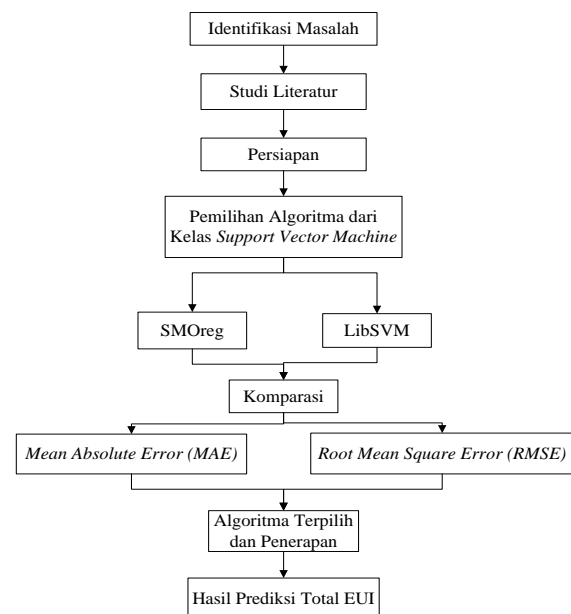 Identifikasi Masalah
Studi Literatur
Persiapan
Pemilihan Algoritma dari
Kelas Support Vector Machine
SMOreg
LibSVM
Komparasi
Mean Absolute Error (MAE)
Root Mean Square Error (RMSE)
Algoritma Terpilih
dan Penerapan
Hasil Prediksi Total EUI